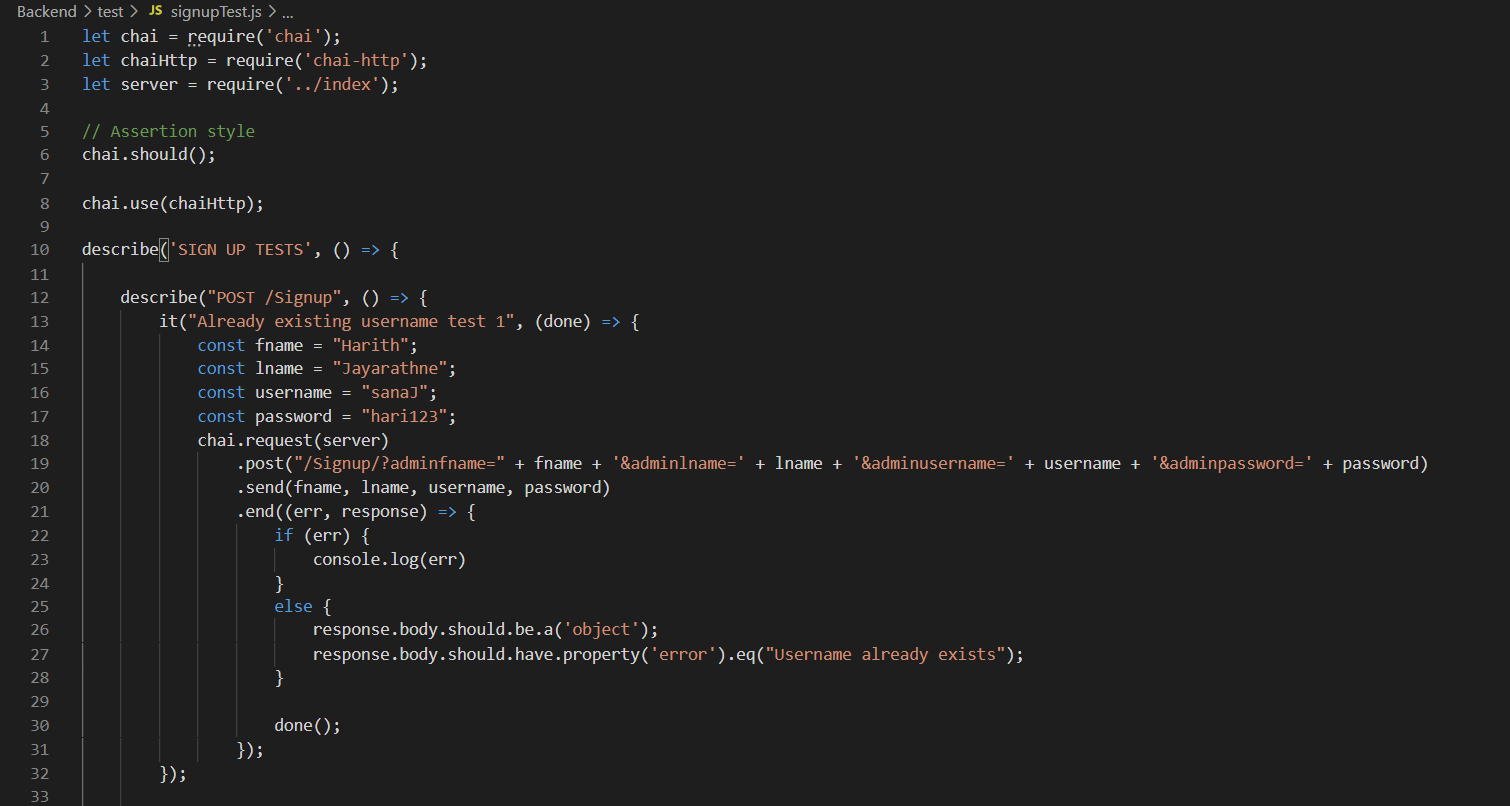 Backend > test > JS signupTest.js > ...
1 let chai = require('chai');
2 let chaiHttp = require('chai-http');
3 let server = require('../index');
4
5 // Assertion style
6 chai.should();
7
8 chai.use(chaiHttp);
9
10 describe('SIGN UP TESTS', () => {
11
12     describe("POST /Signup", () => {
13         it("Already existing username test 1", (done) => {
14             const fname = "Harith";
15             const lname = "Jayarathne";
16             const username = "sanaJ";
17             const password = "hari123";
18             chai.request(server)
19                 .post("/Signup/?adminfname=" + fname + '&adminlname=' + lname + '&adminusername=' + username + '&adminpassword=' + password)
20                 .send(fname, lname, username, password)
21                 .end((err, response) => {
22                     if (err) {
23                         console.log(err)
24                     }
25                     else {
26                         response.body.should.be.a('object');
27                         response.body.should.have.property('error').eq("Username already exists");
28                     }
29
30                     done();
31                 });
32         });
33